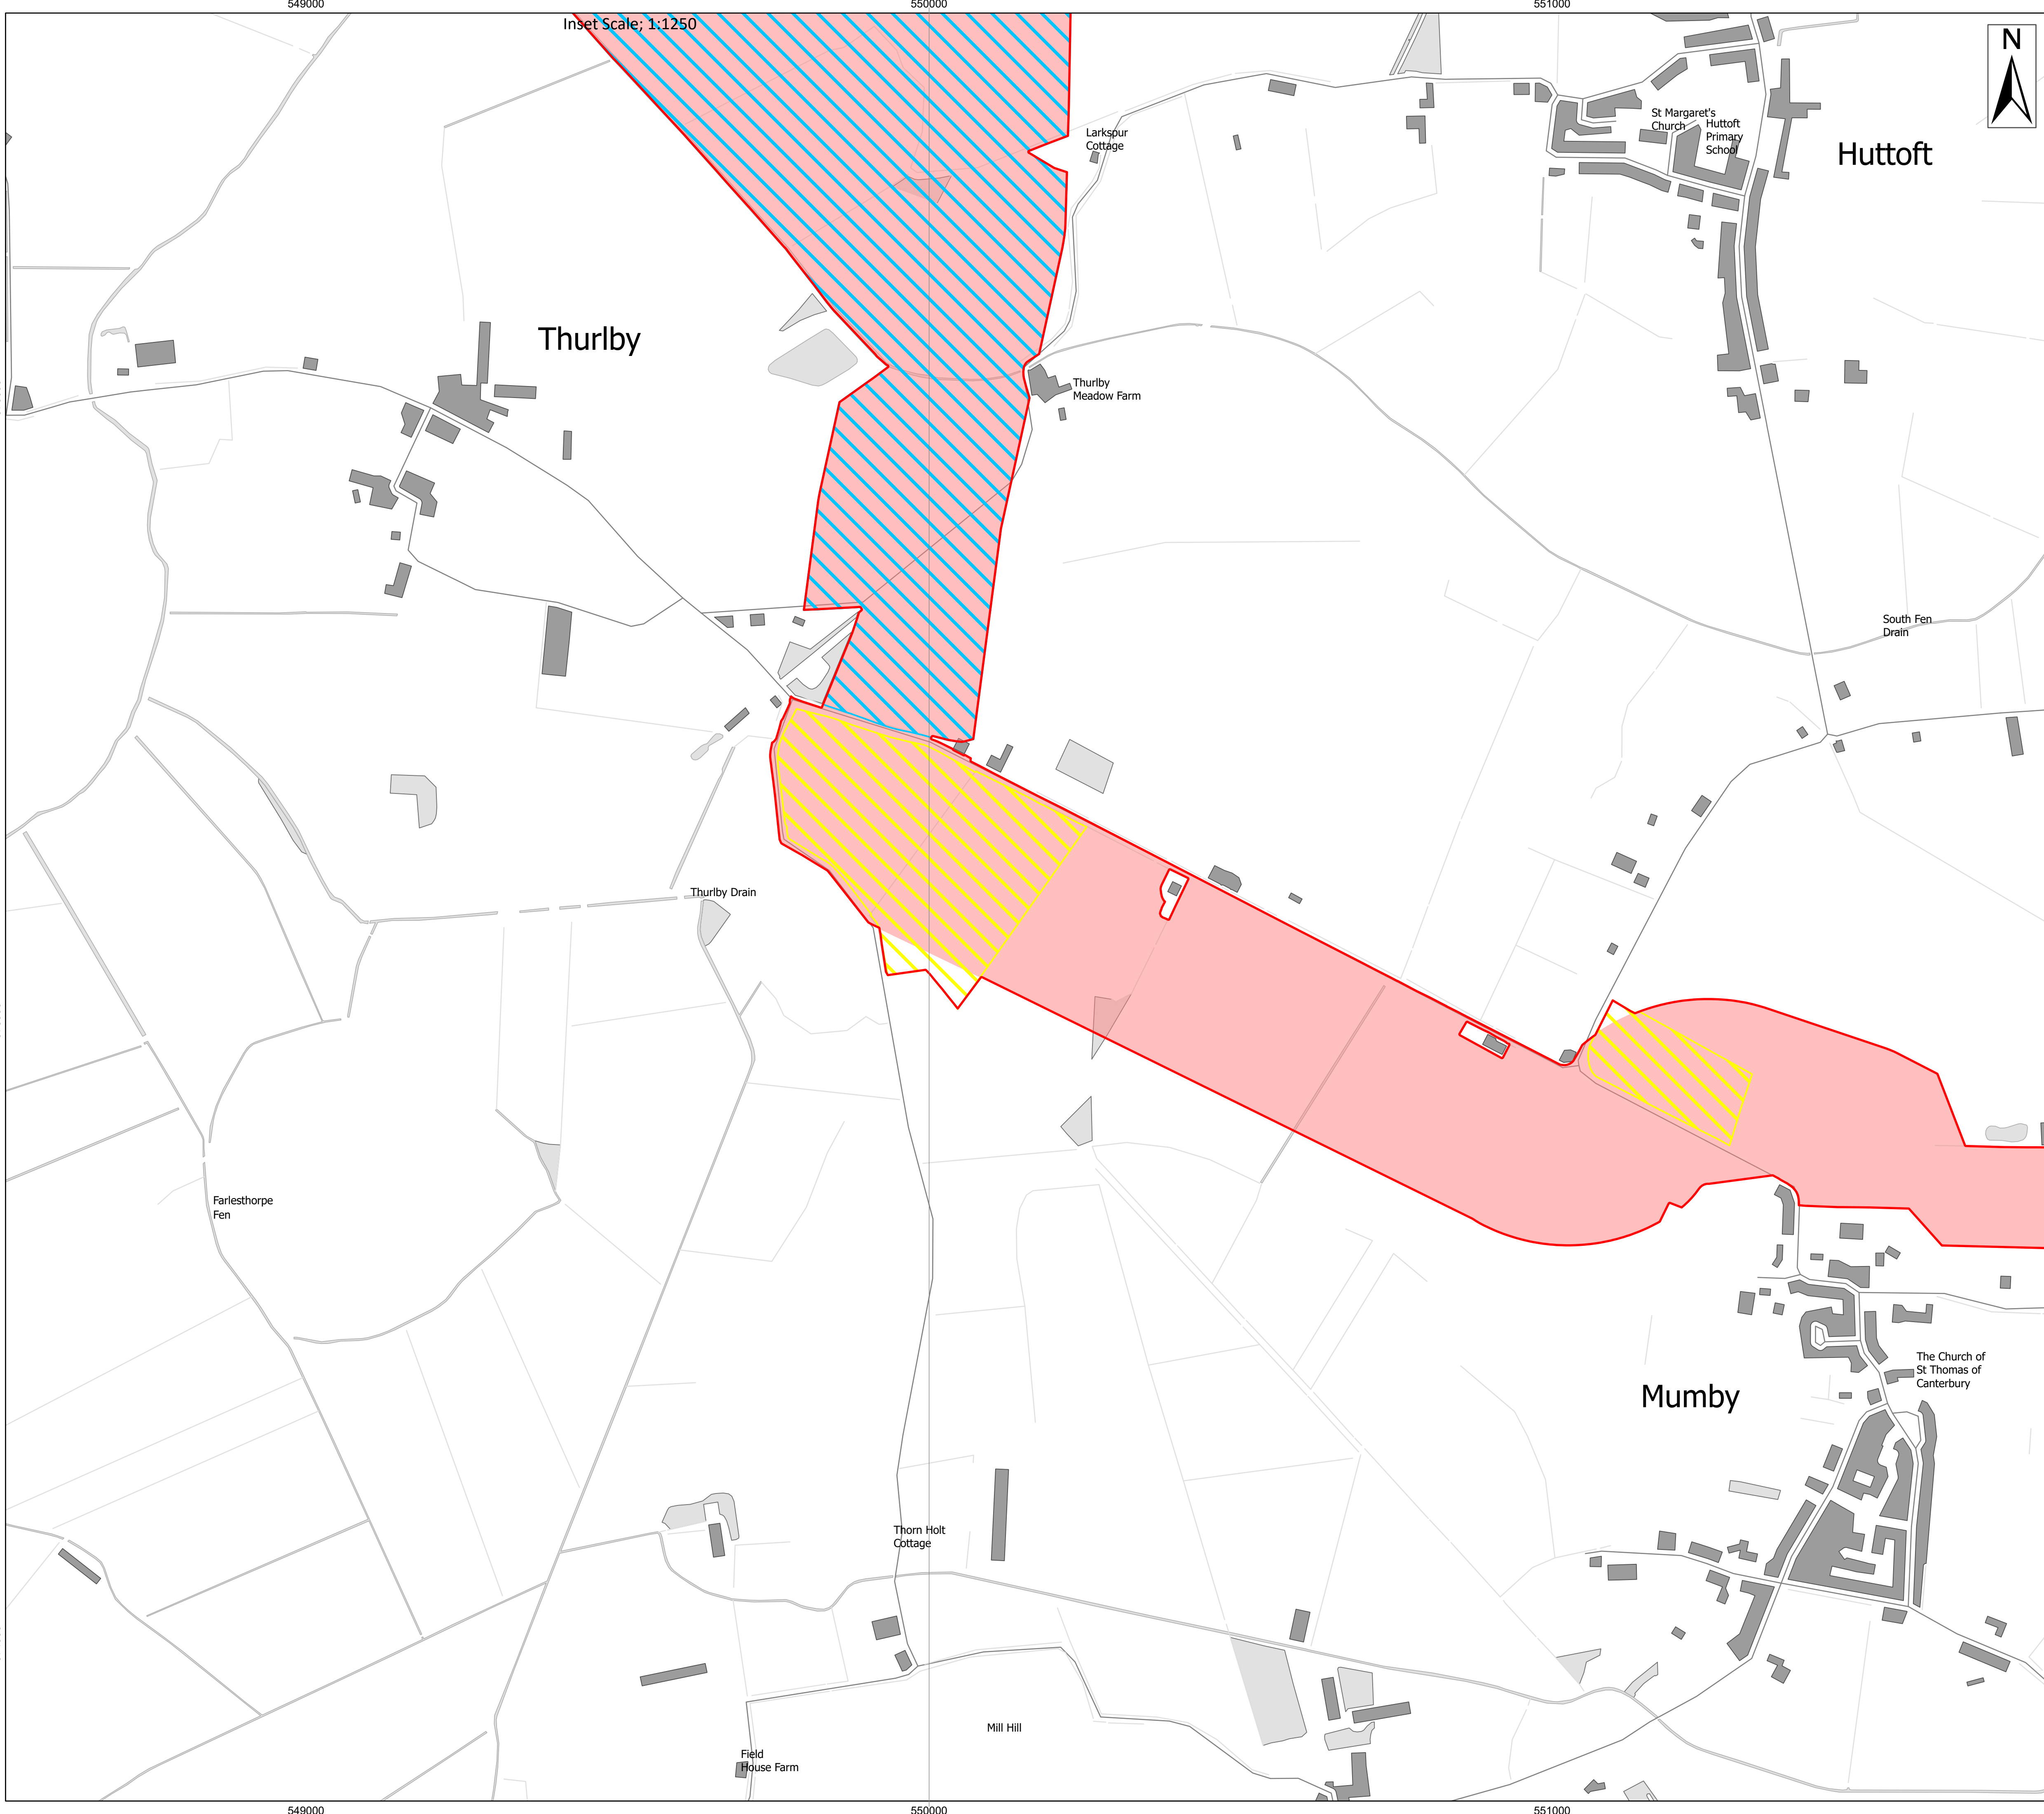 549000
550000
551000
Inset Scale; 1:1250
N
Larkspur
Cottage
St Margaret's
Church
Huttoft
Primary
School
Huttoft
Thurlby
Thurlby
Meadow Farm
South Fen
Drain
Thurlby Drain
Farlesthorpe
Fen
The Church of
St Thomas of
Canterbury
Mumby
Thorn Holt
Cottage
Mill Hill
Field
House Farm
549000
550000
551000